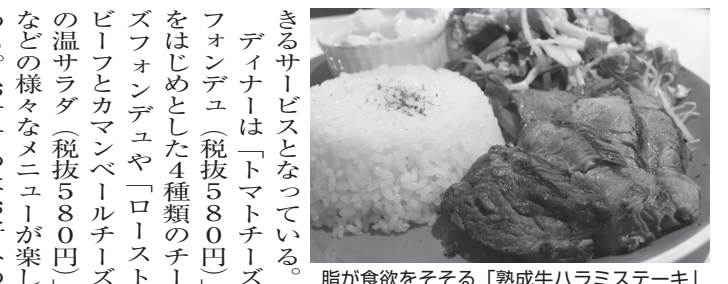 きるサービスとなっている。
ディナーは「トマトチーズ
フォンデュ（税抜５８０円）」
をはじめとした４種類のチー
ズフォンデュや「ロースト
ビーフとカマンベールチーズ
の温サラダ（税抜５８０円）」
などの様々なメニューが楽し
脂が食欲をそそる「熟成牛ハラミステーキ」